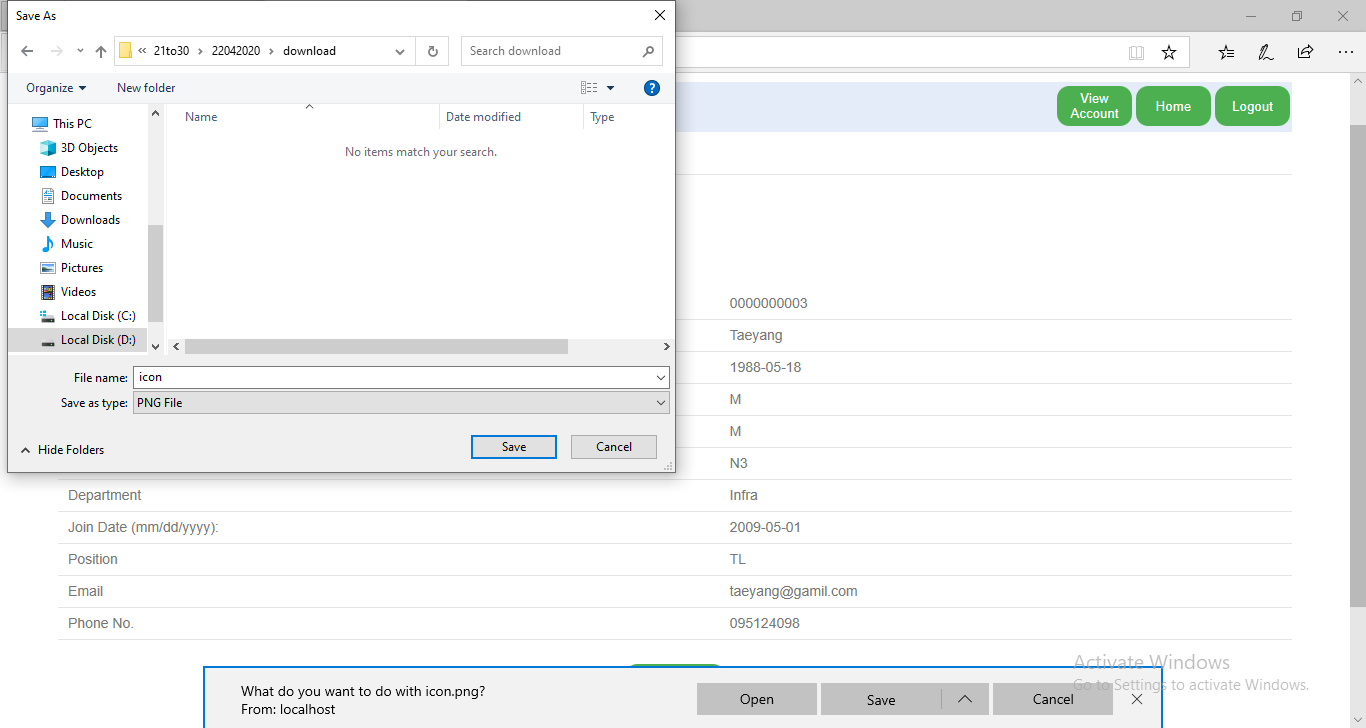 Save As
« 21to30 › 22042020 › download
Search download
Organize
New folder
?
This PC
3D Objects
Desktop
Documents
Downloads
Music
Pictures
Videos
Local Disk (C:)
Local Disk (D:)
Name
Date modified
Type
No items match your search.
File name: icon
Save as type: PNG File
Hide Folders
Save
Cancel
View
Account
Home
Logout
0000000003
Taeyang
1988-05-18
M
M
N3
Department
Infra
Join Date (mm/dd/yyyy):
2009-05-01
Position
TL
Email
taeyang@gamil.com
Phone No.
095124098
What do you want to do with icon.png?
From: localhost
Open
Save
Cancel
Activate Windows
Go to Settings to activate Windows.